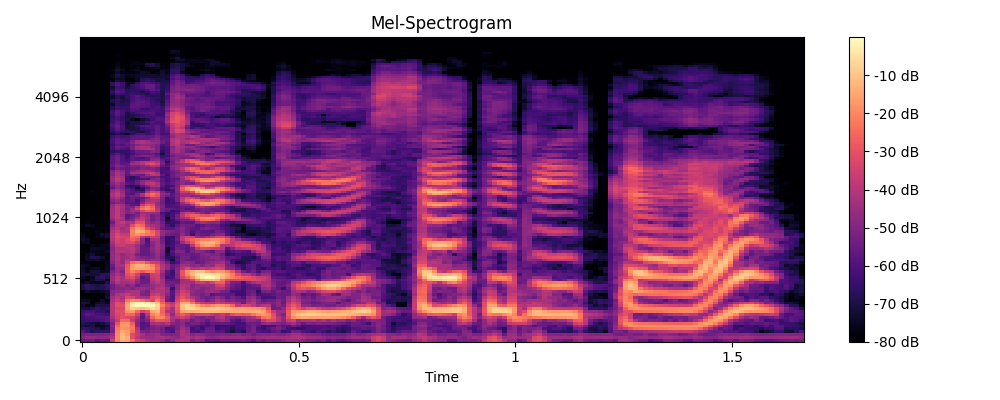 Mel-Spectrogram
Hz
4096
2048
1024
512
0
0
0.5
1
1.5
Time
-10 dB
-20 dB
-30 dB
-40 dB
-50 dB
-60 dB
-70 dB
-80 dB